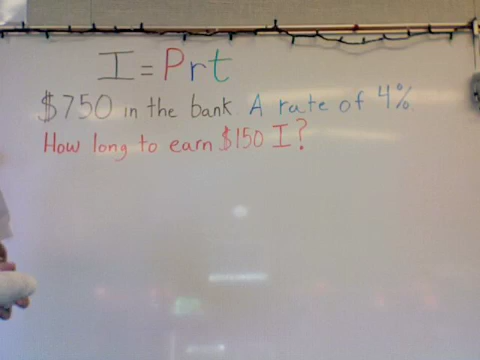 I = Prt
$750 in the bank. A rate of 4%.
How long to earn $150 I?